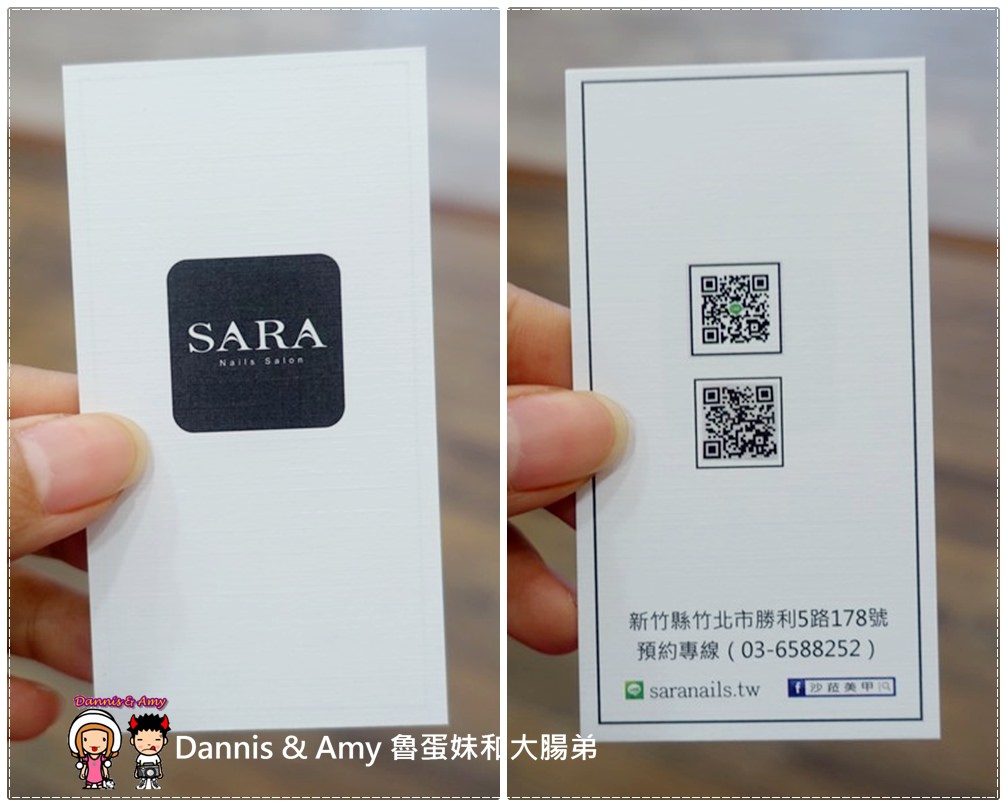 SARA
Nails Salon
新竹縣竹北市勝利5路178號
預約專線（03-6588252）
saranails.tw
f 沙菈美甲
Dannis & Amy
Dannis & Amy 魯蛋妹和大腸弟